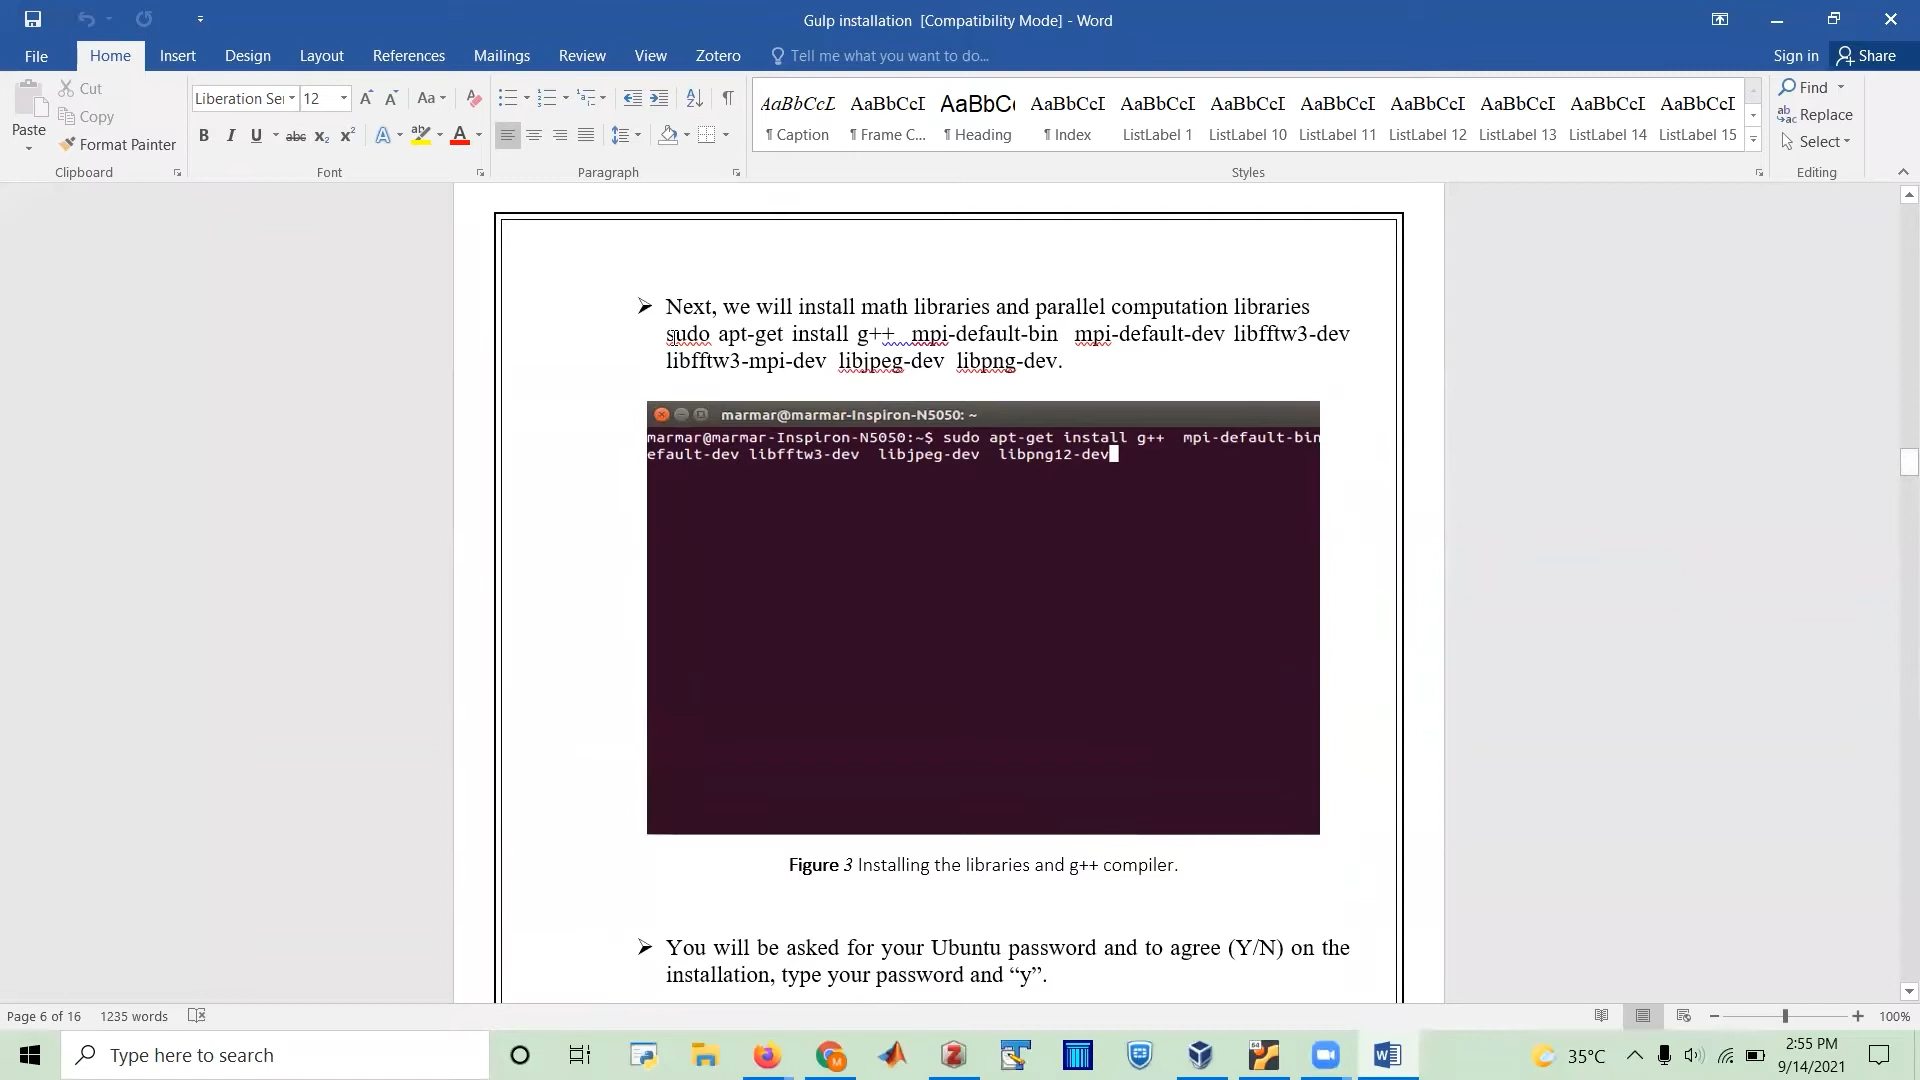 Gulp installation [Compatibility Mode] - Word
File Home Insert Design Layout References Mailings Review View Zotero Tell me what you want to do... Sign in Share
Paste
Cut
Copy
Format Painter
Clipboard
Liberation Se 12 Aa
B I U abc X₂ X² A ab A
Font
Paragraph
AaBbCcL AaBbCcI AaBbC AaBbCcI AaBbCcI AaBbCcI AaBbCcI AaBbCcI AaBbCcI AaBbCcI AaBbCcI
¶ Caption ¶ Frame C... ¶ Heading ¶ Index ListLabel 1 ListLabel 10 ListLabel 11 ListLabel 12 ListLabel 13 ListLabel 14 ListLabel 15
Styles
Find
Replace
Select
Editing
➢ Next, we will install math libraries and parallel computation libraries
sudo apt-get install g++ mpi-default-bin mpi-default-dev libfftw3-dev
libfftw3-mpi-dev libjpeg-dev libpng-dev.
marmar@marmar-Inspiron-N5050: ~
marmar@marmar-Inspiron-N5050:~$ sudo apt-get install g++ mpi-default-bin
efault-dev libfftw3-dev libjpeg-dev libpng12-dev
Figure 3 Installing the libraries and g++ compiler.
➢ You will be asked for your Ubuntu password and to agree (Y/N) on the
installation, type your password and “y”.
Page 6 of 16 1235 words 100%
Type here to search
35°C
2:55 PM
9/14/2021